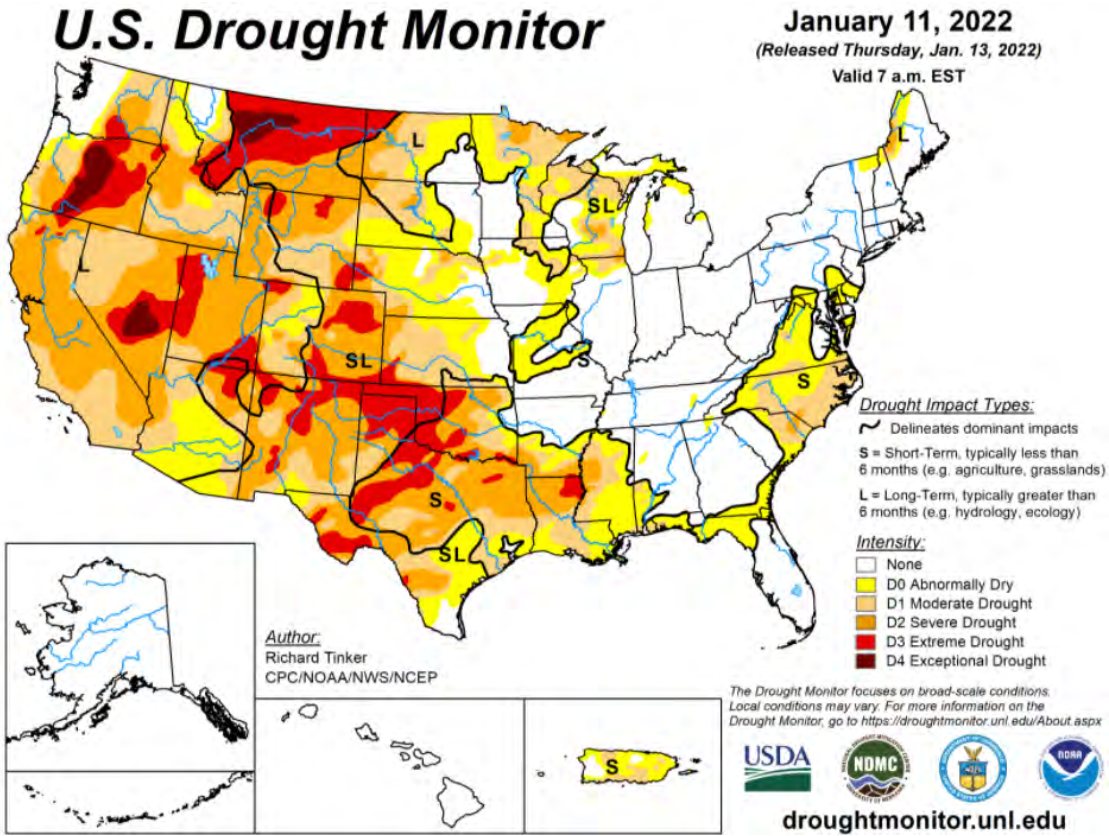 U.S. Drought Monitor
January 11, 2022
(Released Thursday, Jan. 13, 2022)
Valid 7 a.m. EST
L
L
SL
L
S
SL
S
S
SL
Drought Impact Types:
Delineates dominant impacts
S = Short-Term, typically less than
6 months (e.g. agriculture, grasslands)
L = Long-Term, typically greater than
6 months (e.g. hydrology, ecology)
Intensity:
None
D0 Abnormally Dry
D1 Moderate Drought
D2 Severe Drought
D3 Extreme Drought
D4 Exceptional Drought
Author:
Richard Tinker
CPC/NOAA/NWS/NCEP
S
The Drought Monitor focuses on broad-scale conditions.
Local conditions may vary. For more information on the
Drought Monitor, go to https://droughtmonitor.unl.edu/About.aspx
USDA
NDMC
NOAA
droughtmonitor.unl.edu